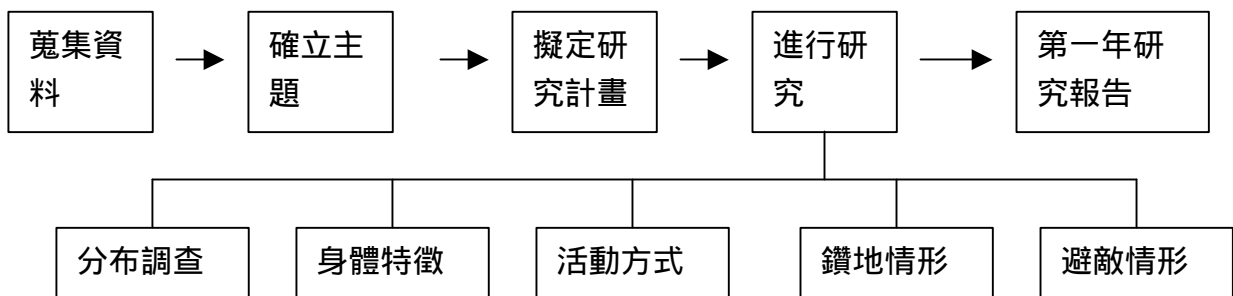 蒐集資
料
確立主
題
擬定研
究計畫
進行研
究
第一年研
究報告
分布調查
身體特徵
活動方式
鑽地情形
避敵情形